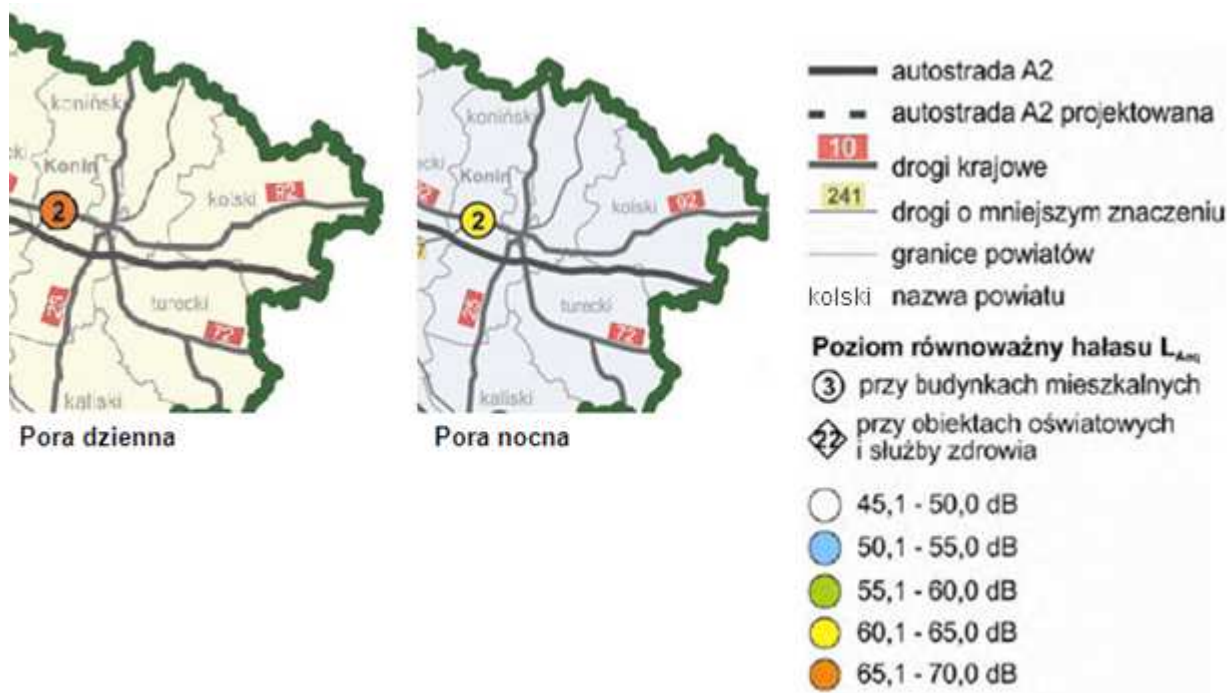 koniński
Konin
kolski
92
2
turecki
72
kaliski
Pora dzienna
koniński
Konin
kolski
92
2
turecki
72
kaliski
Pora nocna
autostrada A2
autostrada A2 projektowana
10
drogi krajowe
241
drogi o mniejszym znaczeniu
granice powiatów
kolski nazwa powiatu
Poziom równoważny hałasu LAeq
3 przy budynkach mieszkalnych
22 przy obiektach oświatowych
i służby zdrowia
45,1 - 50,0 dB
50,1 - 55,0 dB
55,1 - 60,0 dB
60,1 - 65,0 dB
65,1 - 70,0 dB